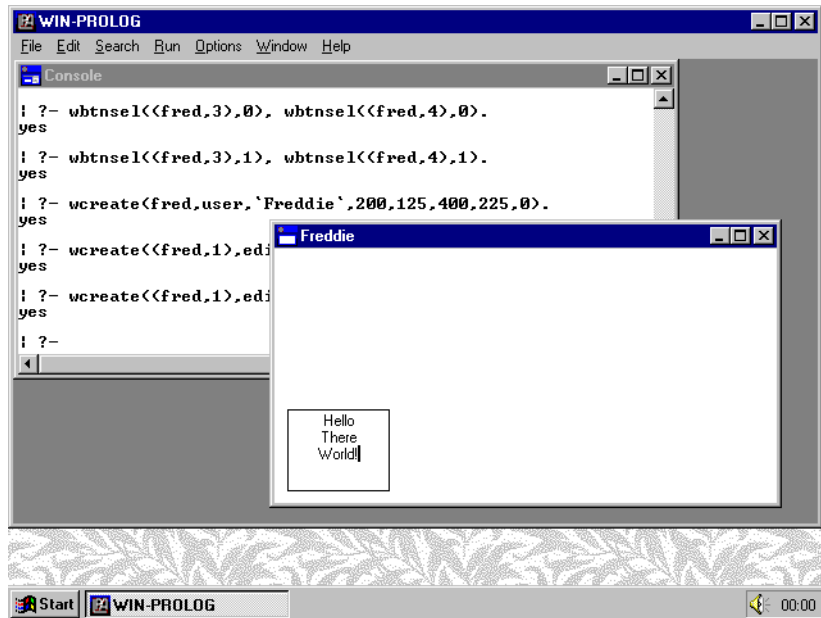 WIN-PROLOG
File Edit Search Run Options Window Help
Console
| ?- wbtnsel((fred,3),0), wbtnsel((fred,4),0).
yes
| ?- wbtnsel((fred,3),1), wbtnsel((fred,4),1).
yes
| ?- wcreate(fred,user,`Freddie`,200,125,400,225,0).
yes
| ?- wcreate((fred,1),edi
yes
| ?- wcreate((fred,1),edi
yes
| ?-
Freddie
Hello
There
World!
Start WIN-PROLOG 00:00